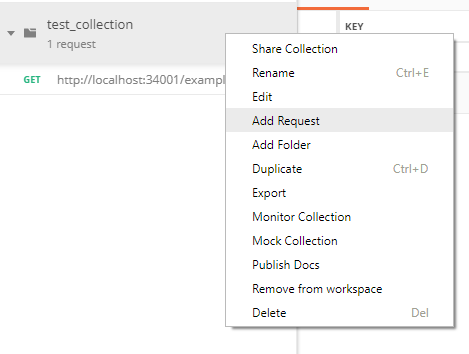 test_collection
1 request
KEY
GET http://localhost:34001/examp
Share Collection
Rename Ctrl+E
Edit
Add Request
Add Folder
Duplicate Ctrl+D
Export
Monitor Collection
Mock Collection
Publish Docs
Remove from workspace
Delete Del